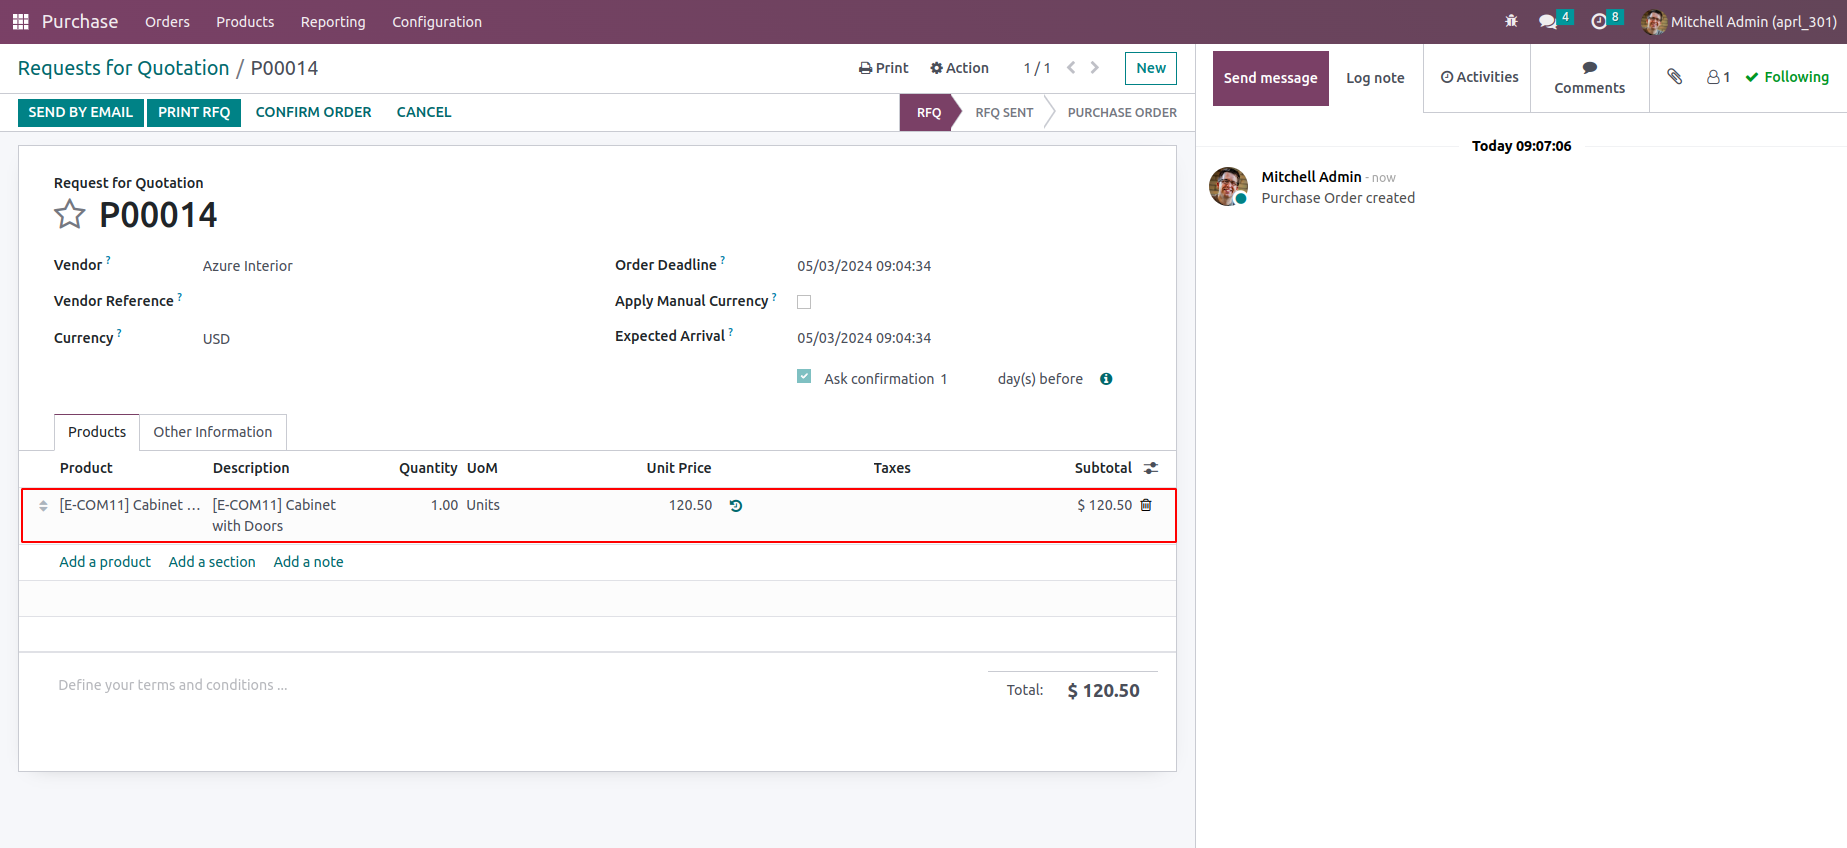 Purchase Orders Products Reporting Configuration 4 8 Mitchell Admin (aprl_301)
Requests for Quotation / P00014 Print Action 1 / 1 New
Send message Log note Activities Comments 1 Following
SEND BY EMAIL PRINT RFQ CONFIRM ORDER CANCEL RFQ RFQ SENT PURCHASE ORDER
Today 09:07:06
Mitchell Admin - now
Purchase Order created
Request for Quotation
P00014
Vendor ? Azure Interior Order Deadline ? 05/03/2024 09:04:34
Vendor Reference ? Apply Manual Currency ?
Currency ? USD Expected Arrival ? 05/03/2024 09:04:34
Ask confirmation 1 day(s) before
Products Other Information
Product Description Quantity UoM Unit Price Taxes Subtotal
[E-COM11] Cabinet ... [E-COM11] Cabinet 1.00 Units 120.50 $ 120.50
with Doors
Add a product Add a section Add a note
Define your terms and conditions ...
Total: $ 120.50